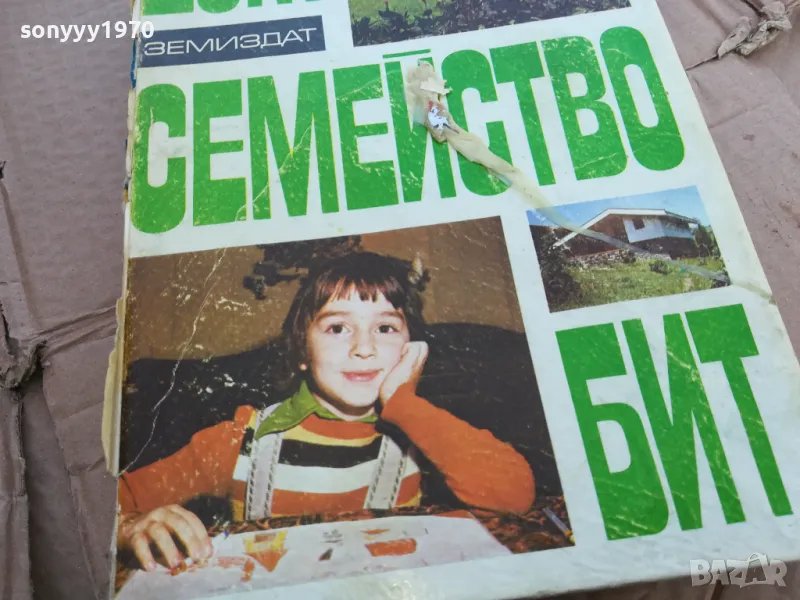 sonyyy1970
ЗЕМИЗДАТ
СЕМЕЙСТВО
БИТ
BAZAR